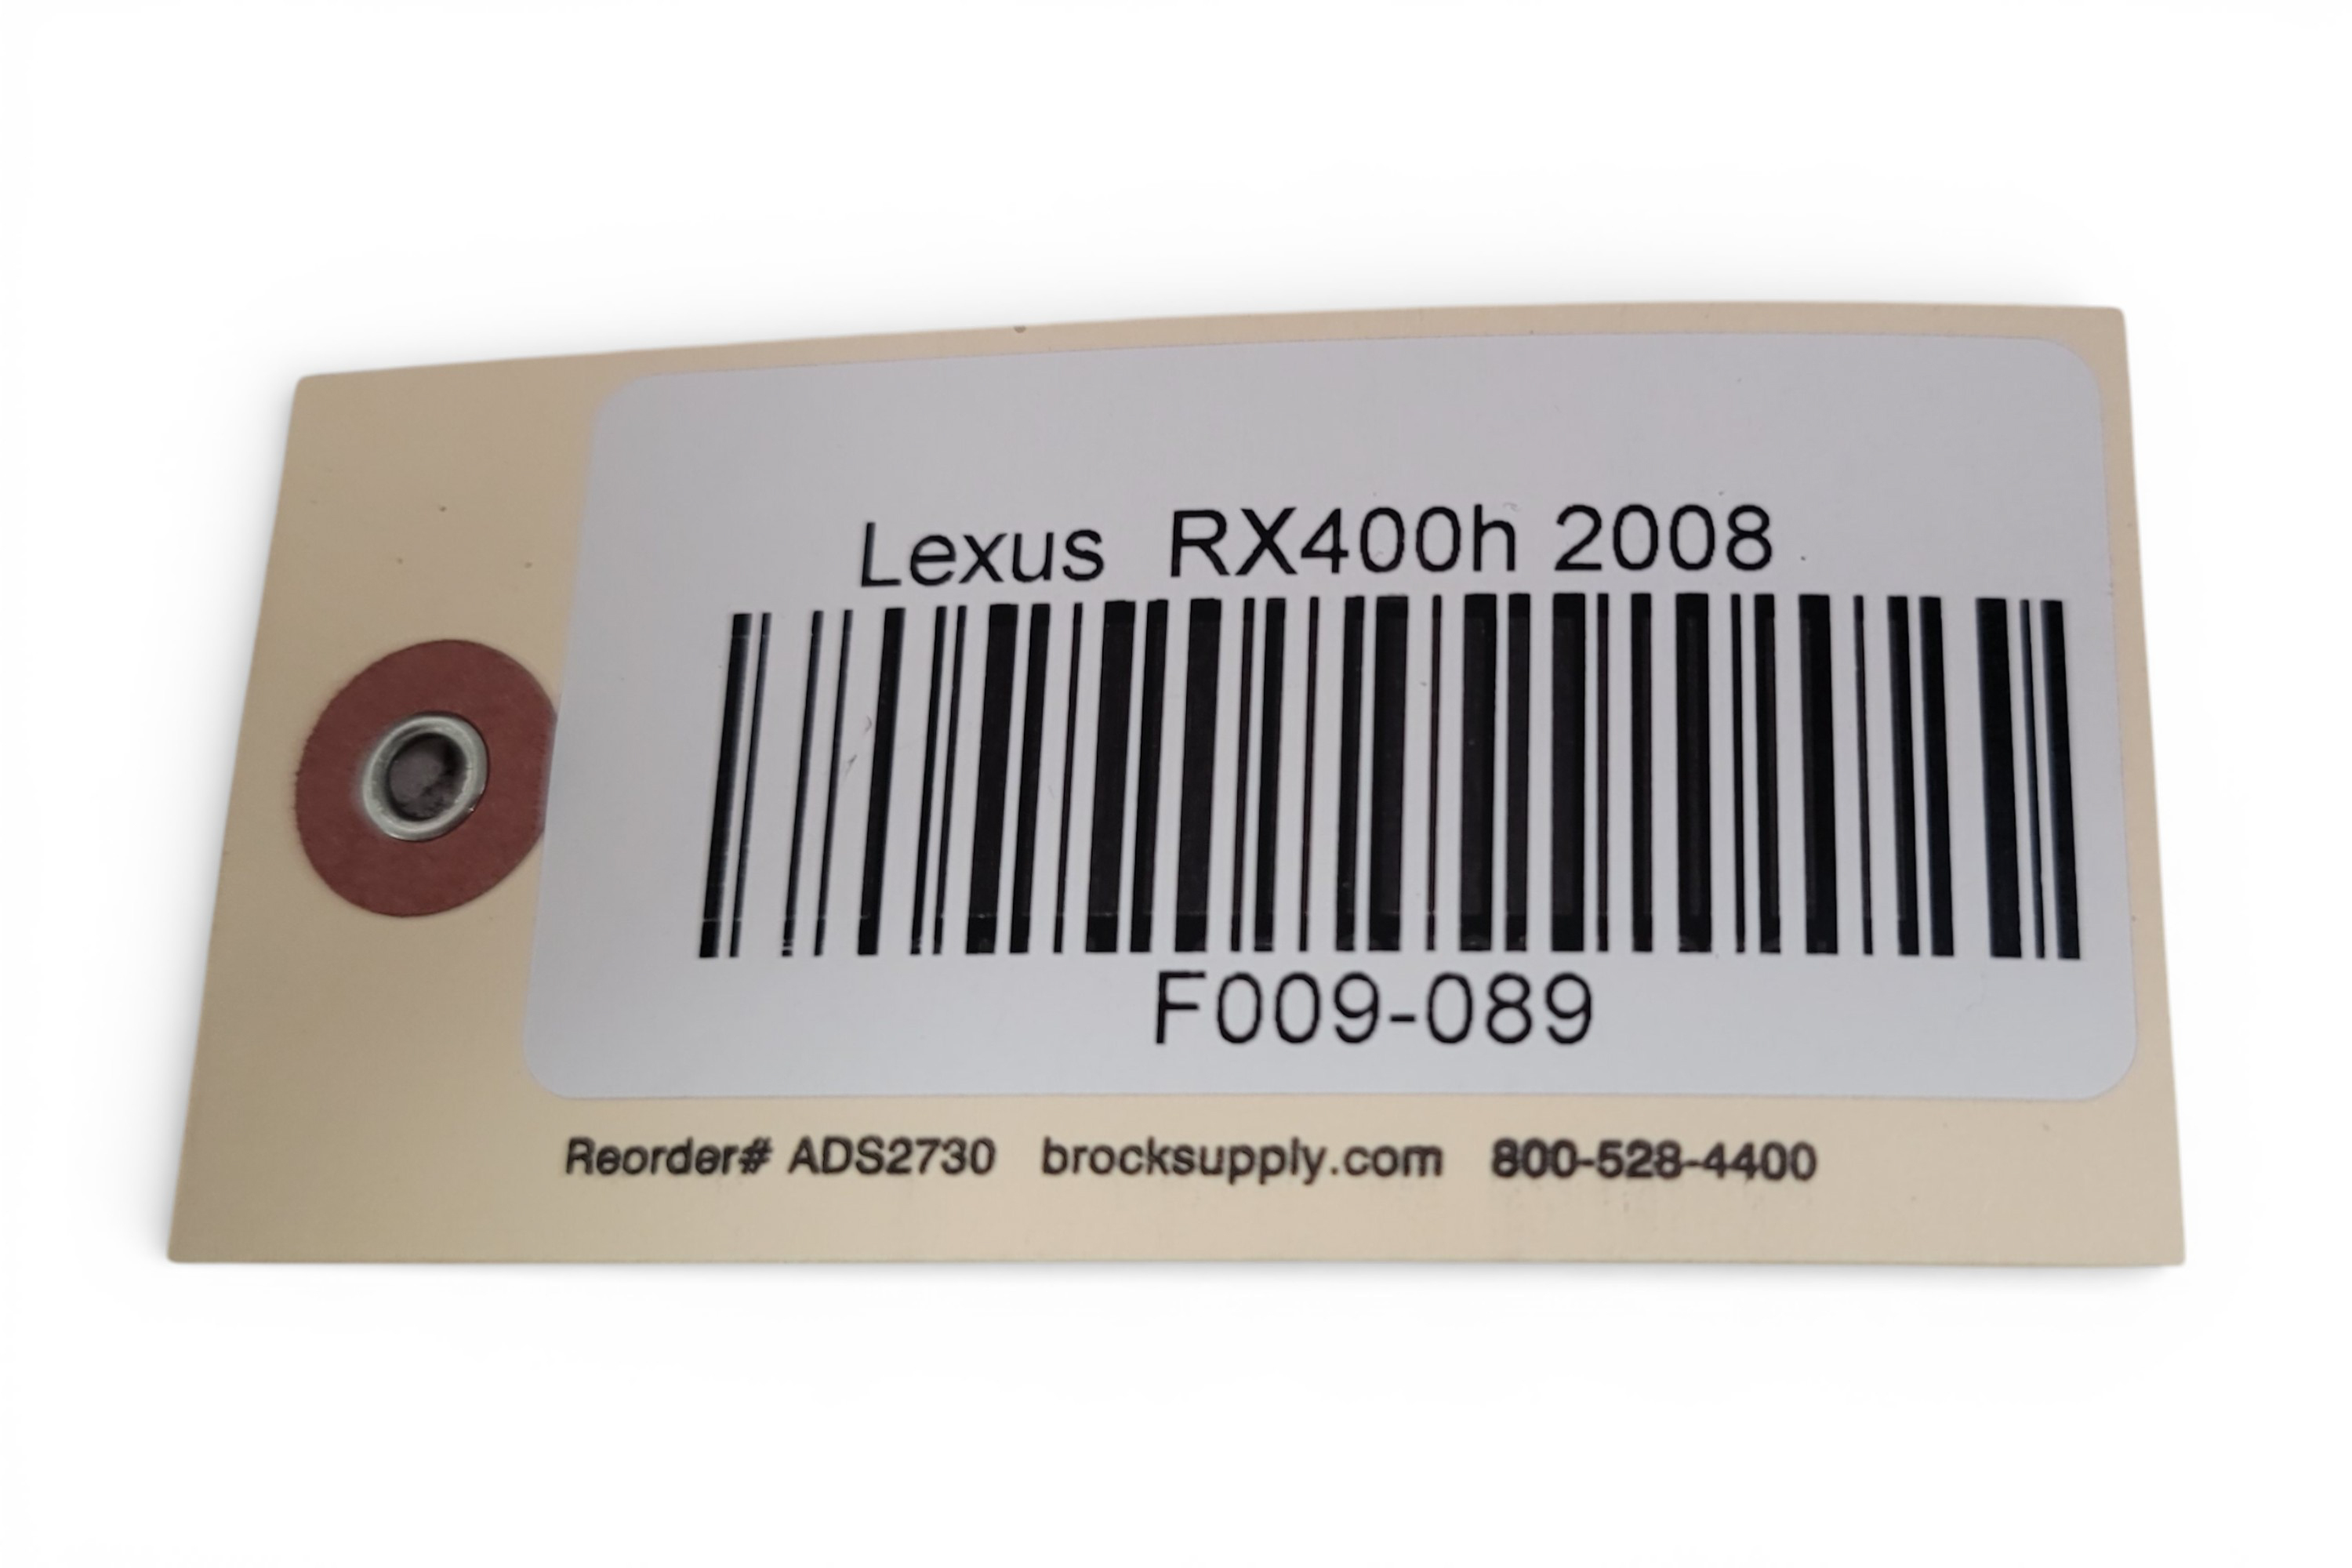 Lexus RX400h 2008
F009-089
Reorder# ADS2730 brocksupply.com 800-528-4400